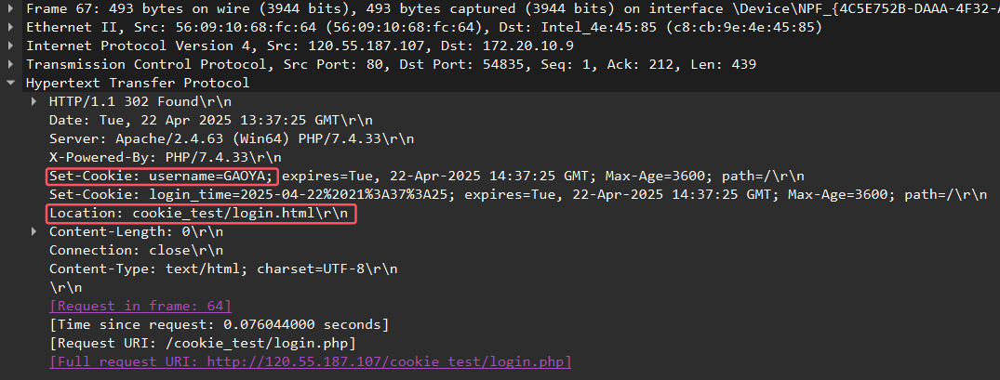 Frame 67: 493 bytes on wire (3944 bits), 493 bytes captured (3944 bits) on interface \Device\NPF_{4C5E752B-DAAA-4F32-A
Ethernet II, Src: 56:09:10:68:fc:64 (56:09:10:68:fc:64), Dst: Intel_4e:45:85 (c8:cb:9e:4e:45:85)
Internet Protocol Version 4, Src: 120.55.187.107, Dst: 172.20.10.9
Transmission Control Protocol, Src Port: 80, Dst Port: 54835, Seq: 1, Ack: 212, Len: 439
Hypertext Transfer Protocol
HTTP/1.1 302 Found\r\n
Date: Tue, 22 Apr 2025 13:37:25 GMT\r\n
Server: Apache/2.4.63 (Win64) PHP/7.4.33\r\n
X-Powered-By: PHP/7.4.33\r\n
Set-Cookie: username=GAOYA; expires=Tue, 22-Apr-2025 14:37:25 GMT; Max-Age=3600; path=/\r\n
Set-Cookie: login_time=2025-04-22%2021%3A37%3A25; expires=Tue, 22-Apr-2025 14:37:25 GMT; Max-Age=3600; path=/\r\n
Location: cookie_test/login.html\r\n
Content-Length: 0\r\n
Connection: close\r\n
Content-Type: text/html; charset=UTF-8\r\n
\r\n
[Request in frame: 64]
[Time since request: 0.076044000 seconds]
[Request URI: /cookie_test/login.php]
[Full request URI: http://120.55.187.107/cookie_test/login.php]